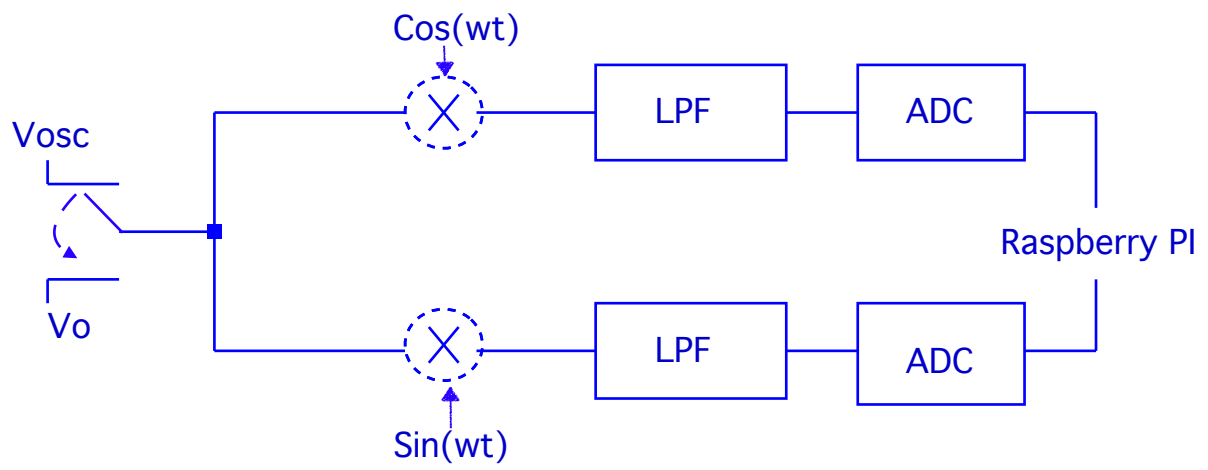 Cos(wt)
LPF
ADC
Vosc
Raspberry PI
Vo
LPF
ADC
Sin(wt)